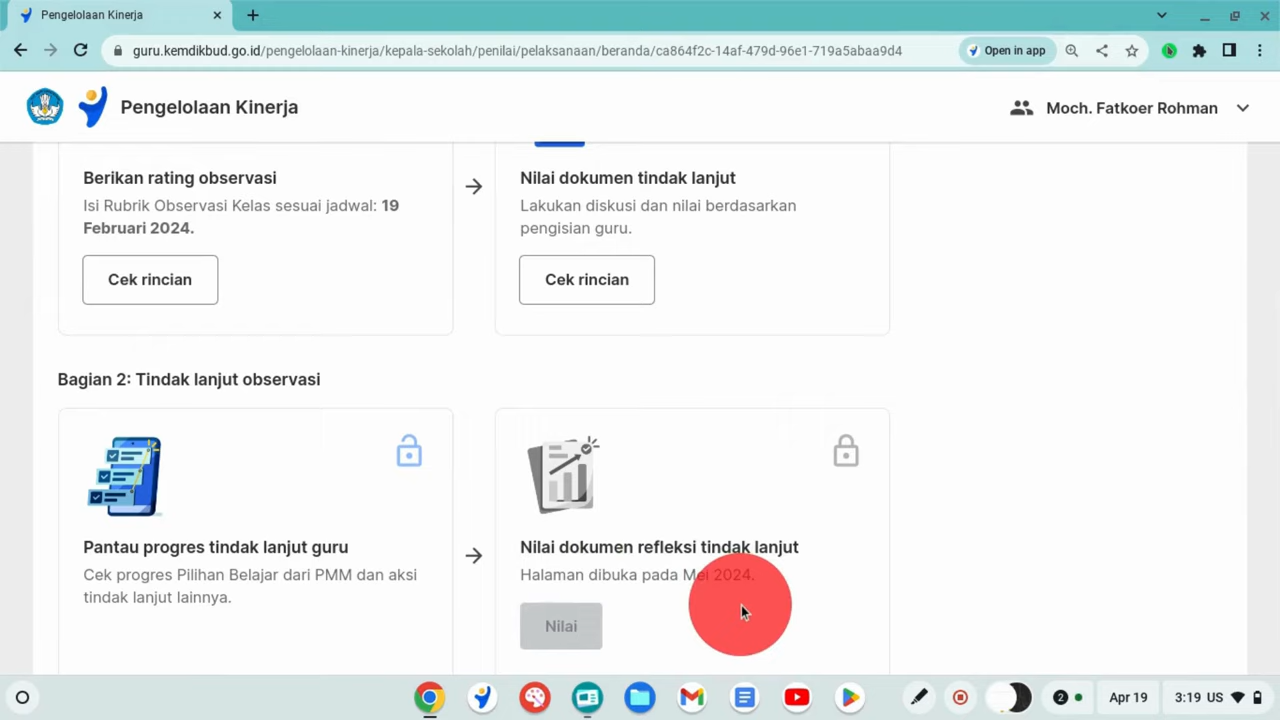 Pengelolaan Kinerja
guru.kemdikbud.go.id/pengelolaan-kinerja/kepala-sekolah/penilai/pelaksanaan/beranda/ca864f2c-14af-479d-96e1-719a5abaa9d4
Open in app
Pengelolaan Kinerja
Moch. Fatkoer Rohman
Berikan rating observasi
Isi Rubrik Observasi Kelas sesuai jadwal: 19
Februari 2024.
Cek rincian
Nilai dokumen tindak lanjut
Lakukan diskusi dan nilai berdasarkan
pengisian guru.
Cek rincian
Bagian 2: Tindak lanjut observasi
Pantau progres tindak lanjut guru
Cek progres Pilihan Belajar dari PMM dan aksi
tindak lanjut lainnya.
Nilai dokumen refleksi tindak lanjut
Halaman dibuka pada Mei 2024.
Nilai
2
Apr 19
3:19 US